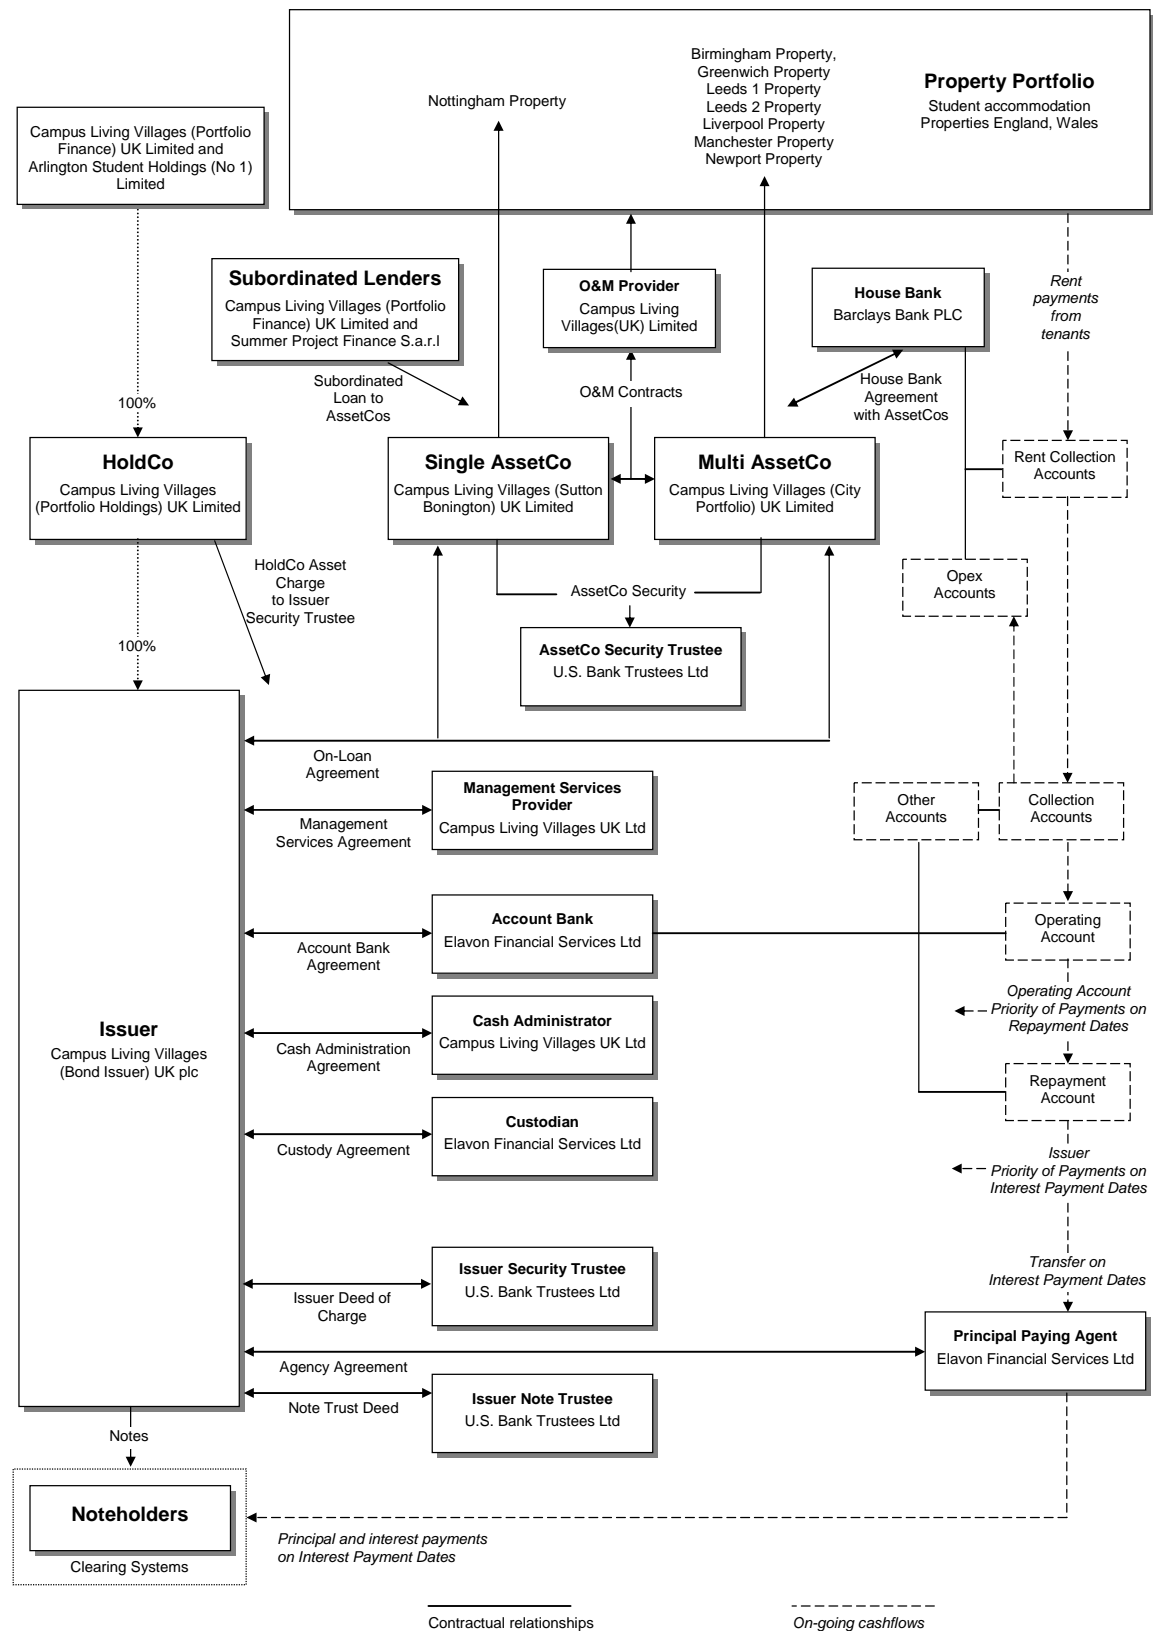 Birmingham Property,
Greenwich Property
Leeds 1 Property
Leeds 2 Property
Liverpool Property
Manchester Property
Newport Property
Nottingham Property
Property Portfolio
Student accommodation
Properties England, Wales
Campus Living Villages (Portfolio
Finance) UK Limited and
Arlington Student Holdings (No 1)
Limited
Subordinated Lenders
Campus Living Villages (Portfolio
Finance) UK Limited and
Summer Project Finance S.a.r.l
O&M Provider
Campus Living
Villages(UK) Limited
House Bank
Barclays Bank PLC
Rent
payments
from
tenants
100%
Subordinated
Loan to
AssetCos
O&M Contracts
House Bank
Agreement
with AssetCos
HoldCo
Campus Living Villages
(Portfolio Holdings) UK Limited
Single AssetCo
Campus Living Villages (Sutton
Bonington) UK Limited
Multi AssetCo
Campus Living Villages (City
Portfolio) UK Limited
Rent Collection
Accounts
HoldCo Asset
Charge
to Issuer
Security Trustee
AssetCo Security
Opex
Accounts
100%
AssetCo Security Trustee
U.S. Bank Trustees Ltd
On-Loan
Agreement
Management Services
Provider
Campus Living Villages UK Ltd
Management
Services Agreement
Other
Accounts
Collection
Accounts
Account Bank
Elavon Financial Services Ltd
Account Bank
Agreement
Operating
Account
Operating Account
Priority of Payments on
Repayment Dates
Issuer
Campus Living Villages
(Bond Issuer) UK plc
Cash Administrator
Campus Living Villages UK Ltd
Cash Administration
Agreement
Repayment
Account
Custodian
Elavon Financial Services Ltd
Custody Agreement
Issuer
Priority of Payments on
Interest Payment Dates
Issuer Security Trustee
U.S. Bank Trustees Ltd
Issuer Deed of
Charge
Transfer on
Interest Payment Dates
Principal Paying Agent
Elavon Financial Services Ltd
Agency Agreement
Issuer Note Trustee
U.S. Bank Trustees Ltd
Note Trust Deed
Notes
Noteholders
Clearing Systems
Principal and interest payments
on Interest Payment Dates
Contractual relationships
On-going cashflows